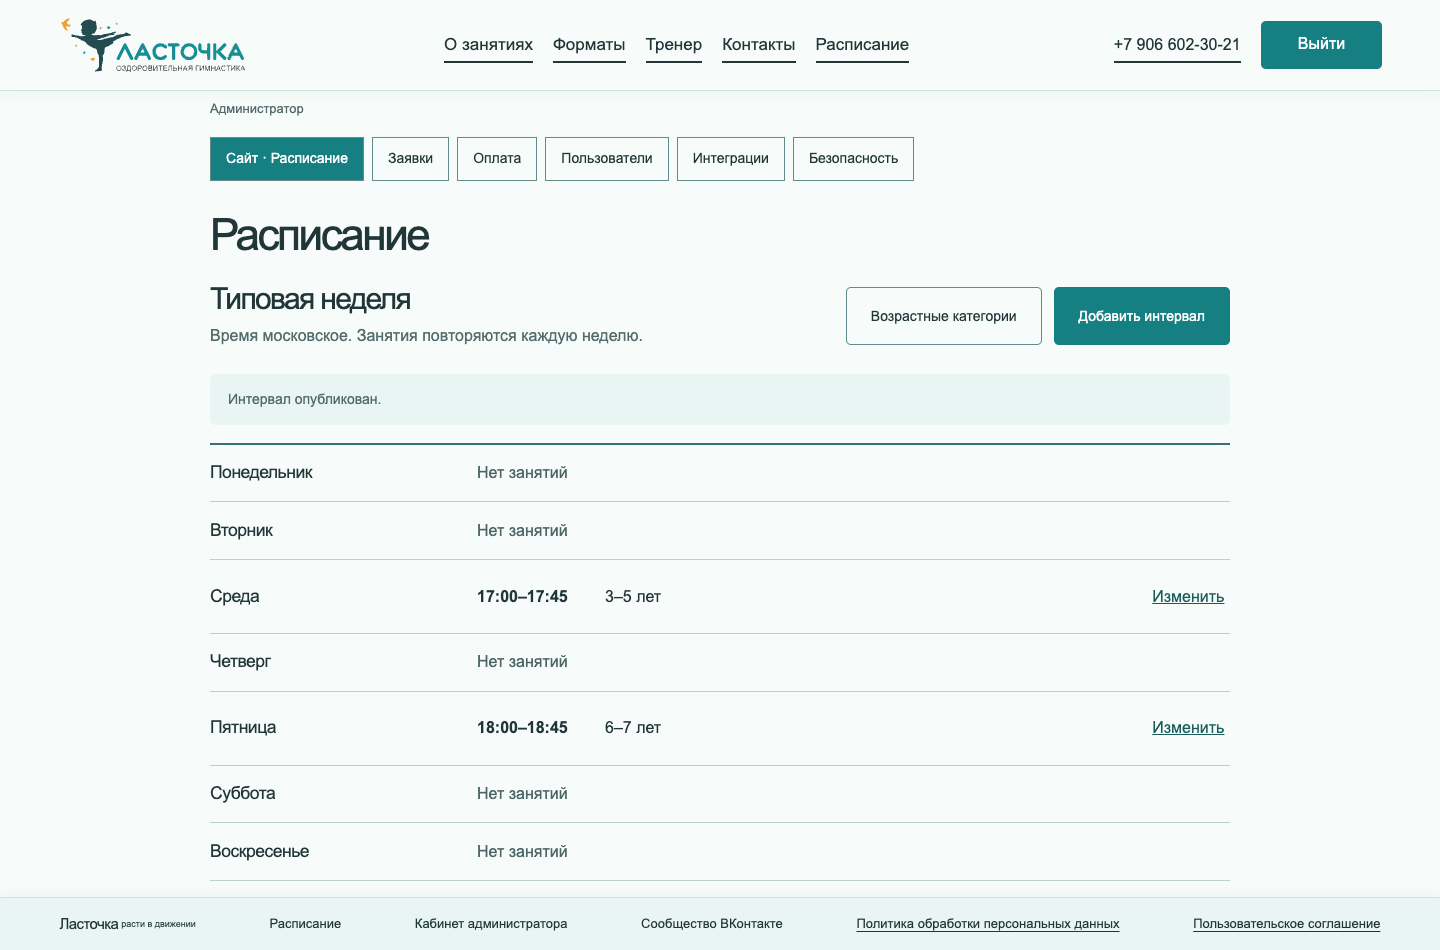 ЛАСТОЧКА
ОЗДОРОВИТЕЛЬНАЯ ГИМНАСТИКА
О занятиях Форматы Тренер Контакты Расписание
+7 906 602-30-21 Выйти
Администратор
Сайт · Расписание Заявки Оплата Пользователи Интеграции Безопасность
Расписание
Типовая неделя
Время московское. Занятия повторяются каждую неделю.
Возрастные категории Добавить интервал
Интервал опубликован.
Понедельник Нет занятий
Вторник Нет занятий
Среда 17:00–17:45 3–5 лет Изменить
Четверг Нет занятий
Пятница 18:00–18:45 6–7 лет Изменить
Суббота Нет занятий
Воскресенье Нет занятий
Ласточка расти в движении Расписание Кабинет администратора Сообщество ВКонтакте Политика обработки персональных данных Пользовательское соглашение